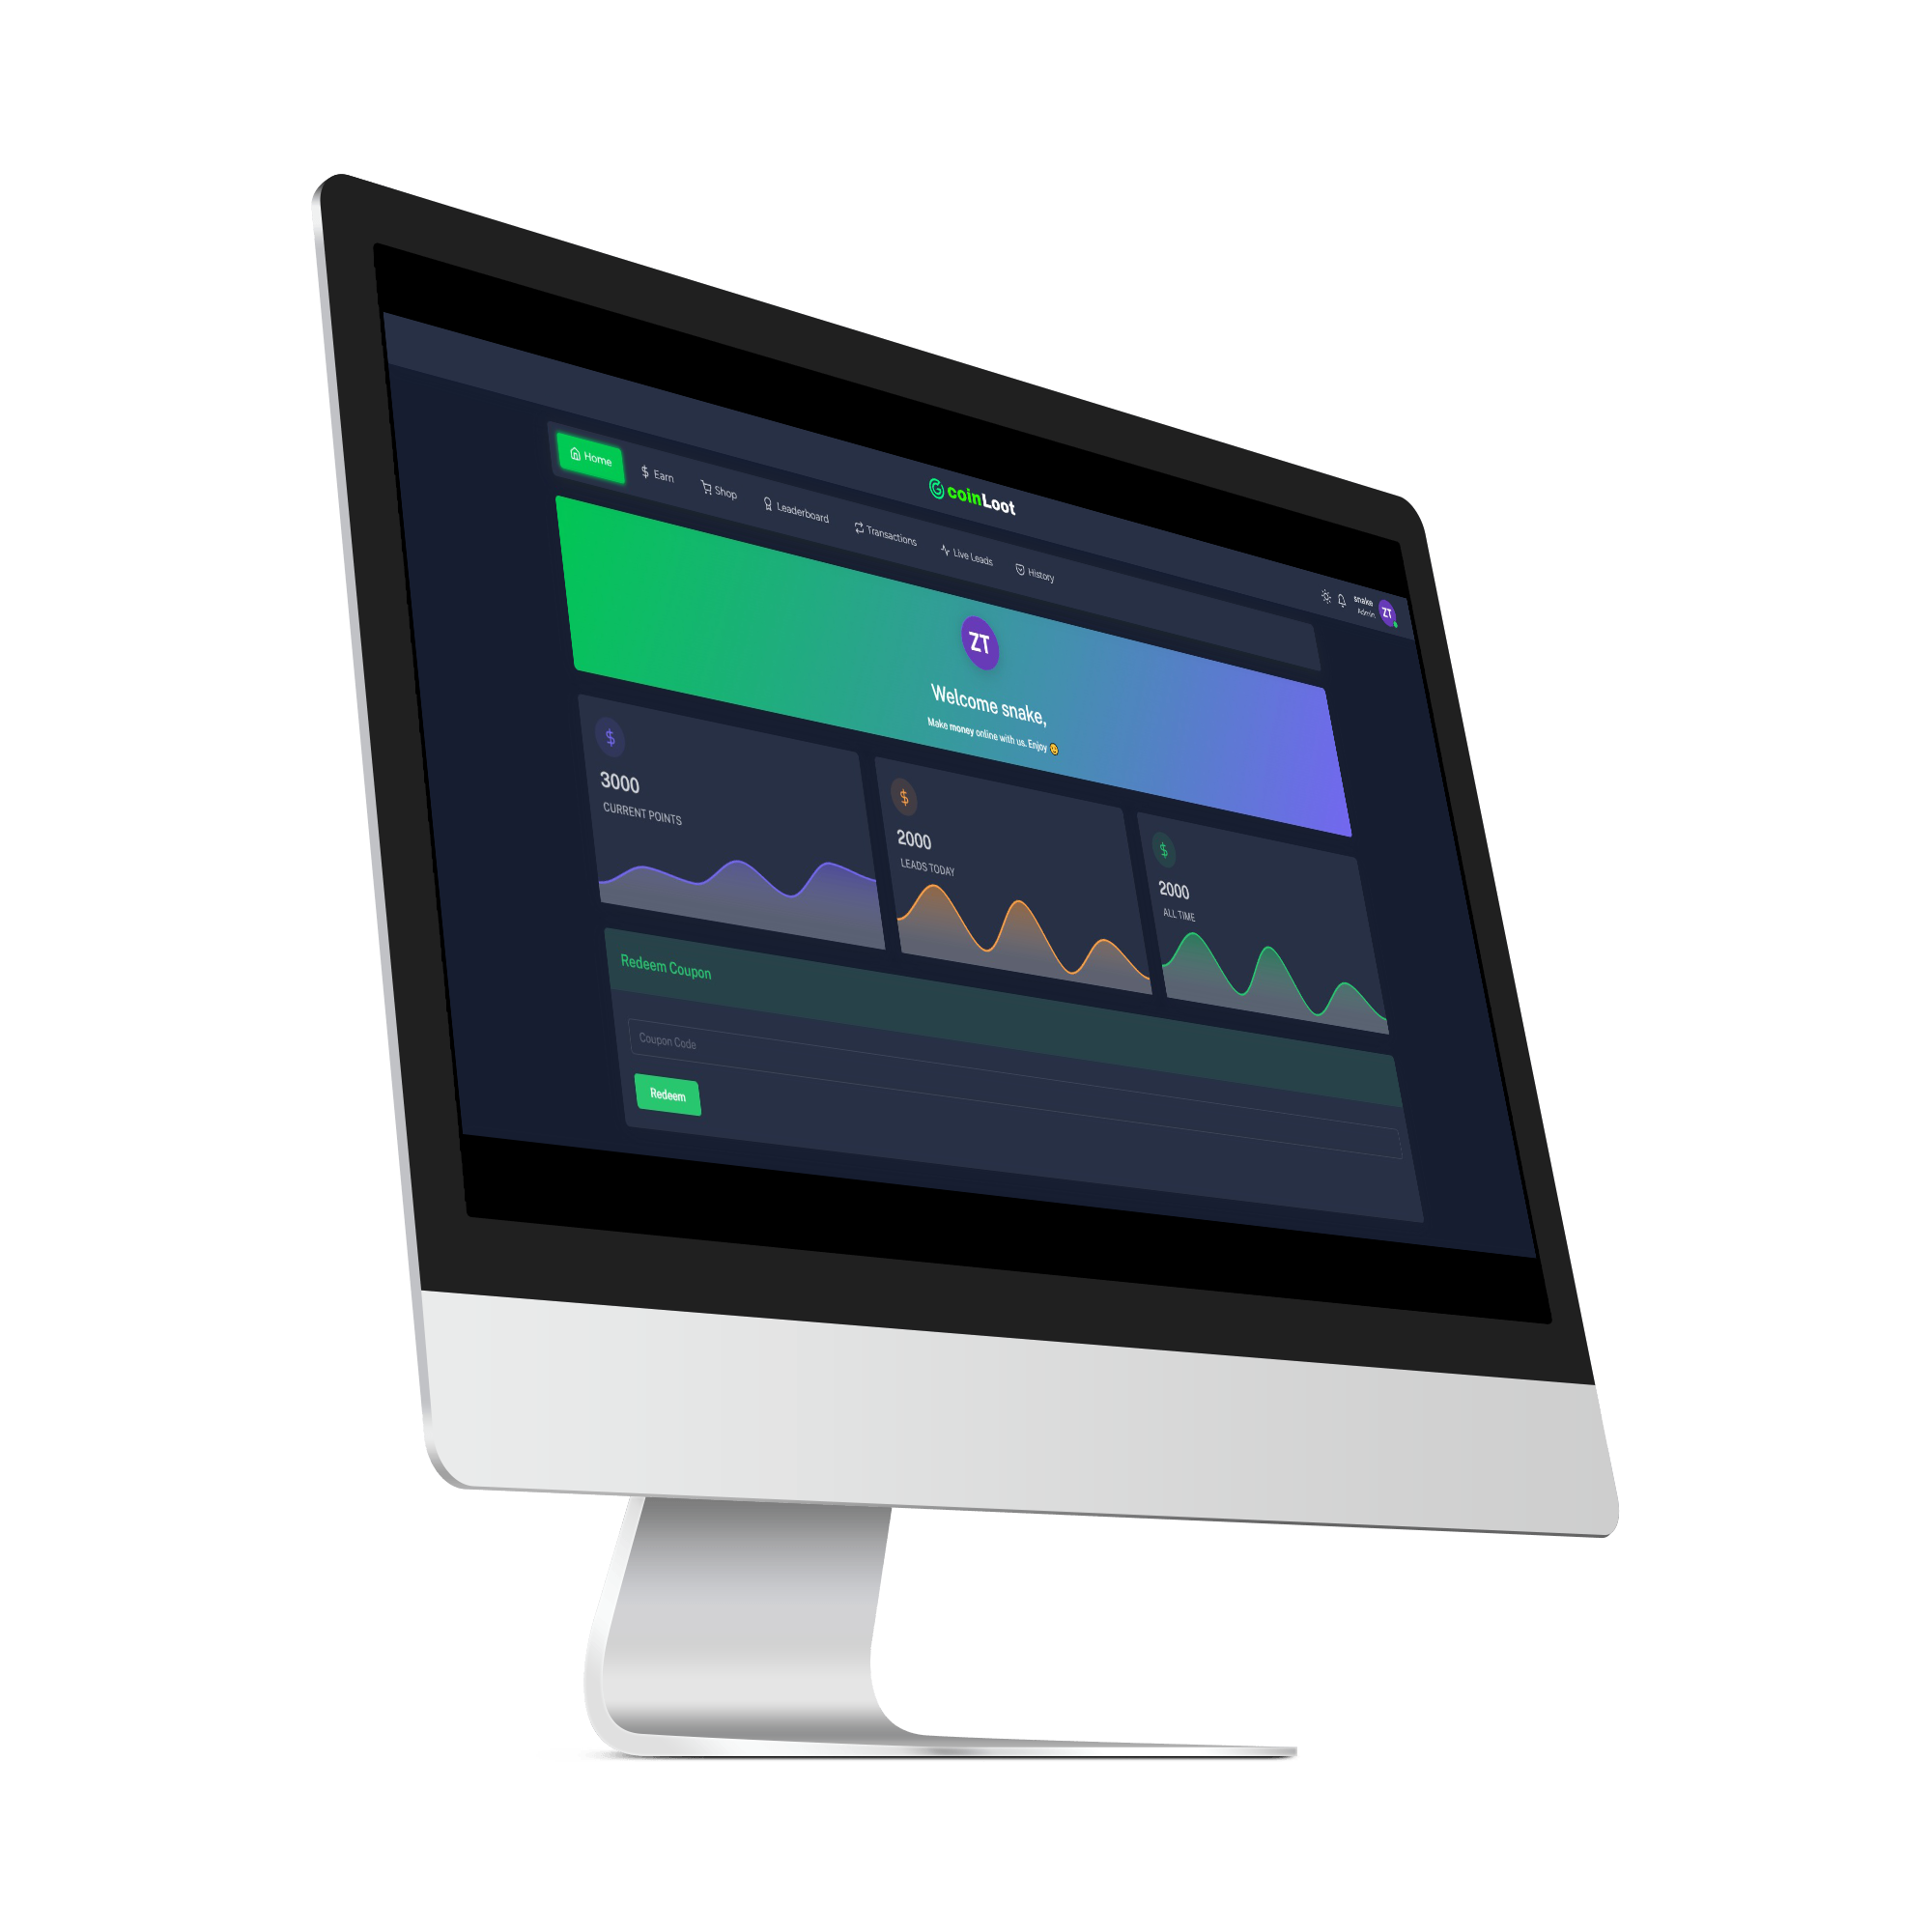 coinLoot
snake
Admin
ZT
Home
Earn
Shop
Leaderboard
Transactions
Live Leads
History
ZT
Welcome snake,
Make money online with us. Enjoy
$
3000
CURRENT POINTS
$
2000
LEADS TODAY
$
2000
ALL TIME
Redeem Coupon
Coupon Code
Redeem